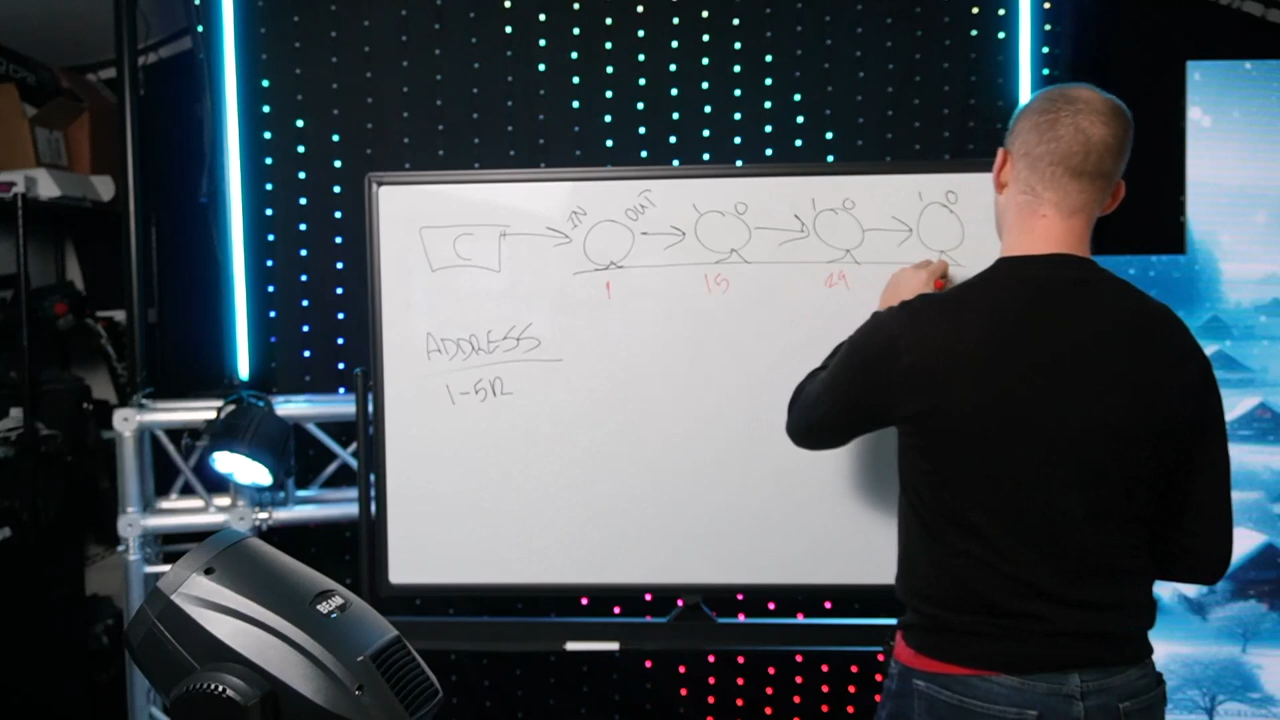 IN OUT I O I O I O
C
1 15 29
ADDRESS
1-512
BEAM